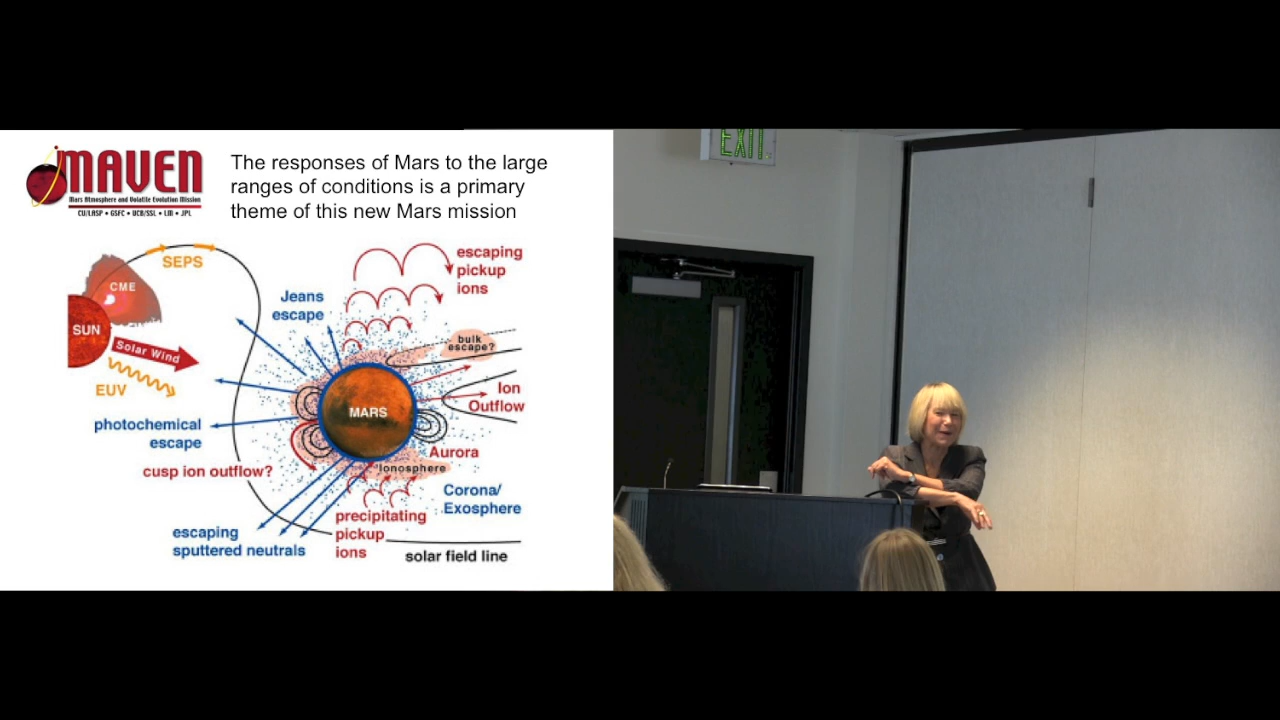 MAVEN
Mars Atmosphere and Volatile Evolution Mission
CU/LASP • GSFC • UCB/SSL • LM • JPL
The responses of Mars to the large
ranges of conditions is a primary
theme of this new Mars mission
EXIT
SEPS
CME
SUN
Solar Wind
EUV
Jeans
escape
escaping
pickup
ions
bulk
escape?
MARS
Ion
Outflow
photochemical
escape
cusp ion outflow?
Aurora
Ionosphere
Corona/
Exosphere
escaping
sputtered neutrals
precipitating
pickup
ions
solar field line